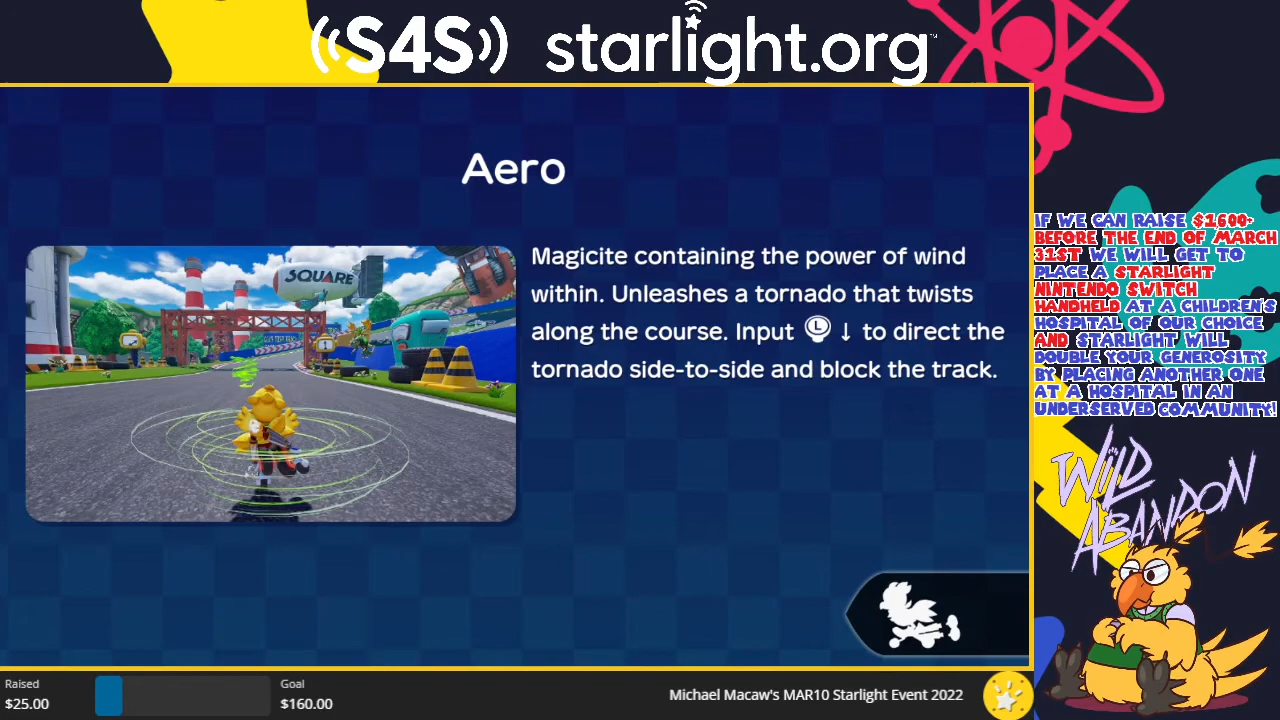 ((S4S)) starlight.org™
Aero
SQUARE
Magicite containing the power of wind
within. Unleashes a tornado that twists
along the course. Input L ↓ to direct the
tornado side-to-side and block the track.
IF WE CAN RAISE $1600+
BEFORE THE END OF MARCH
31ST WE WILL GET TO
PLACE A STARLIGHT
NINTENDO SWITCH
HANDHELD AT A CHILDREN'S
HOSPITAL OF OUR CHOICE
AND STARLIGHT WILL
DOUBLE YOUR GENEROSITY
BY PLACING ANOTHER ONE
AT A HOSPITAL IN AN
UNDERSERVED COMMUNITY!
WILD
ABANDON
Raised
$25.00
Goal
$160.00
Michael Macaw's MAR10 Starlight Event 2022